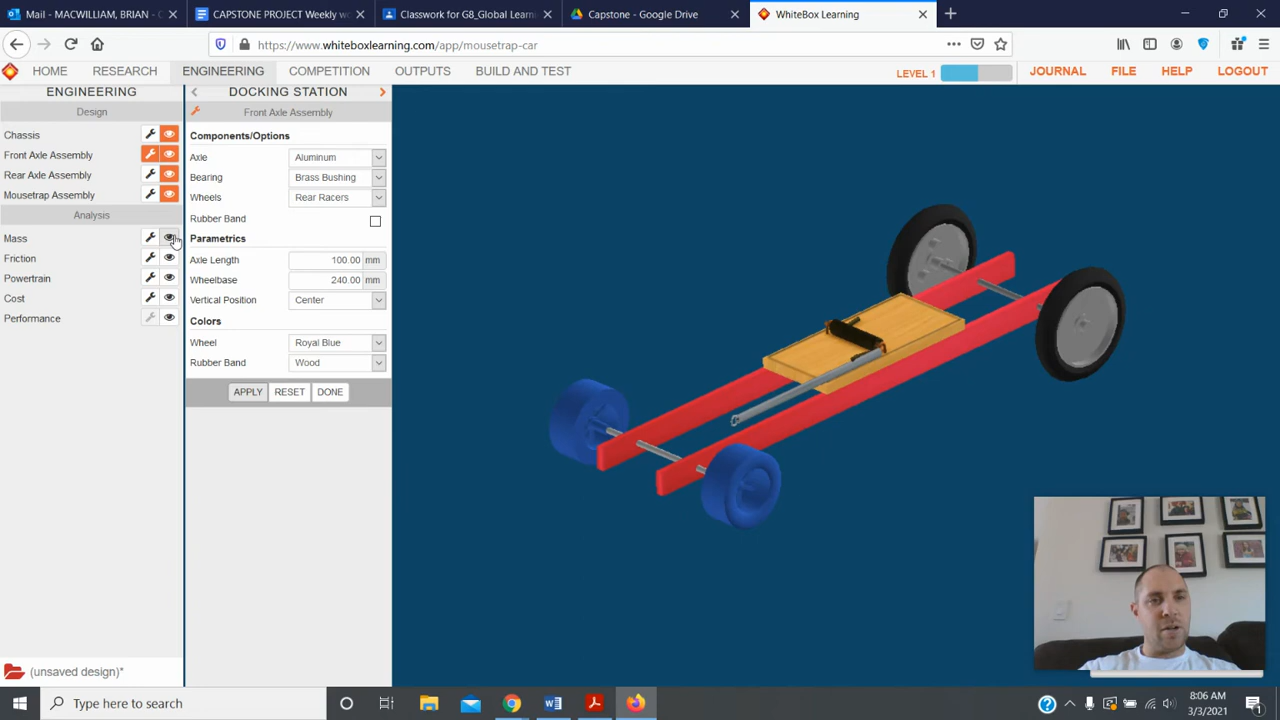 Mail - MACWILLIAM, BRIAN - C
CAPSTONE PROJECT Weekly w
Classwork for G8_Global Learn
Capstone - Google Drive
WhiteBox Learning
https://www.whiteboxlearning.com/app/mousetrap-car
HOME RESEARCH ENGINEERING COMPETITION OUTPUTS BUILD AND TEST LEVEL 1 JOURNAL FILE HELP LOGOUT
ENGINEERING
Design
Chassis
Front Axle Assembly
Rear Axle Assembly
Mousetrap Assembly
Analysis
Mass
Friction
Powertrain
Cost
Performance
(unsaved design)*
DOCKING STATION
Front Axle Assembly
Components/Options
Axle Aluminum
Bearing Brass Bushing
Wheels Rear Racers
Rubber Band
Parametrics
Axle Length 100.00 mm
Wheelbase 240.00 mm
Vertical Position Center
Colors
Wheel Royal Blue
Rubber Band Wood
APPLY RESET DONE
Type here to search
8:06 AM
3/3/2021